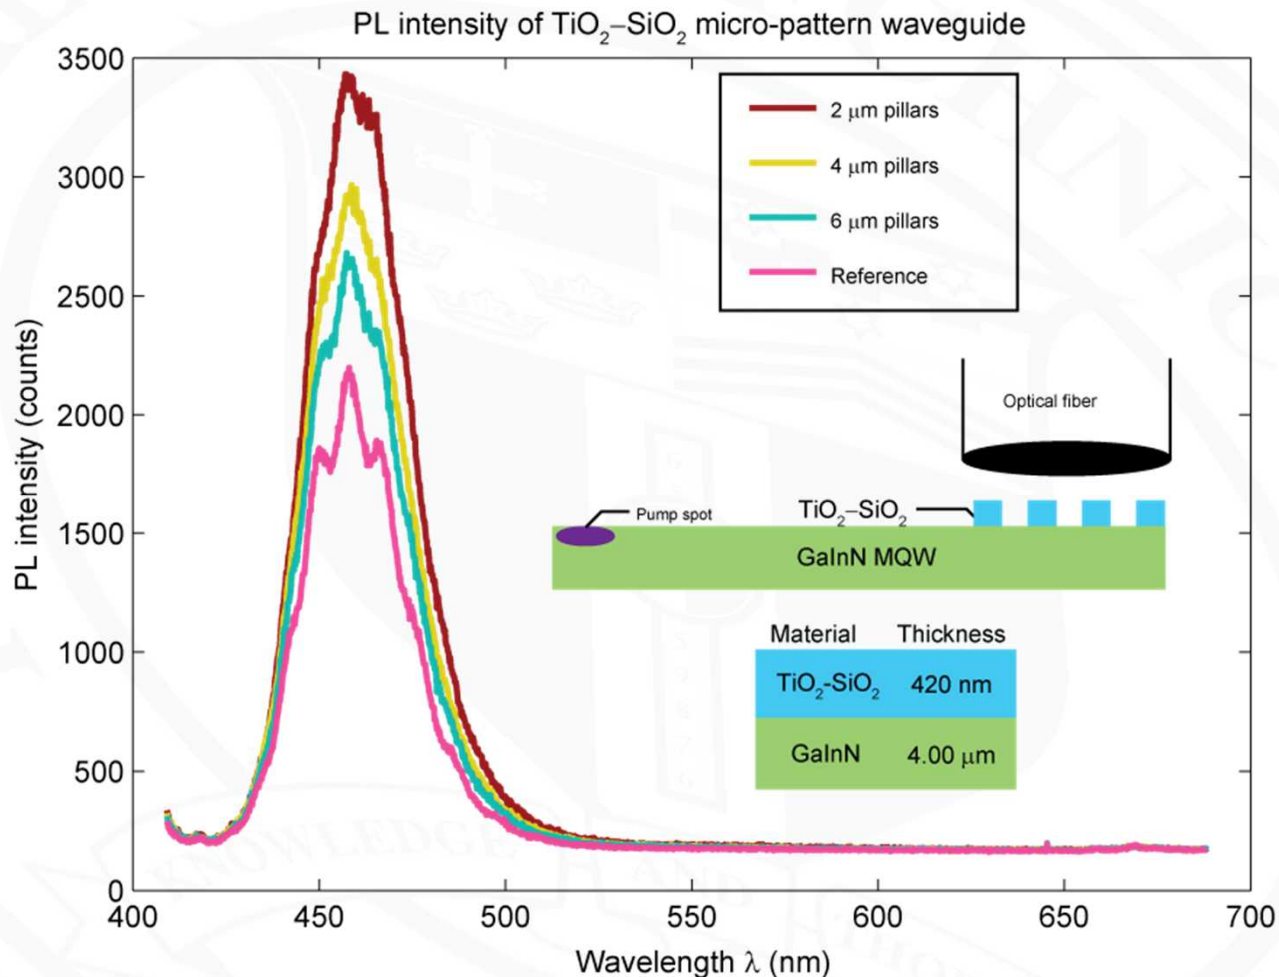 PL intensity of TiO₂–SiO₂ micro-pattern waveguide
3500
3000
2500
2000
1500
1000
500
0
PL intensity (counts)
2 μm pillars
4 μm pillars
6 μm pillars
Reference
Optical fiber
Pump spot
TiO₂–SiO₂
GaInN MQW
Material Thickness
TiO₂-SiO₂ 420 nm
GaInN 4.00 μm
400 450 500 550 600 650 700
Wavelength λ (nm)
KNOWLEDGE
AND